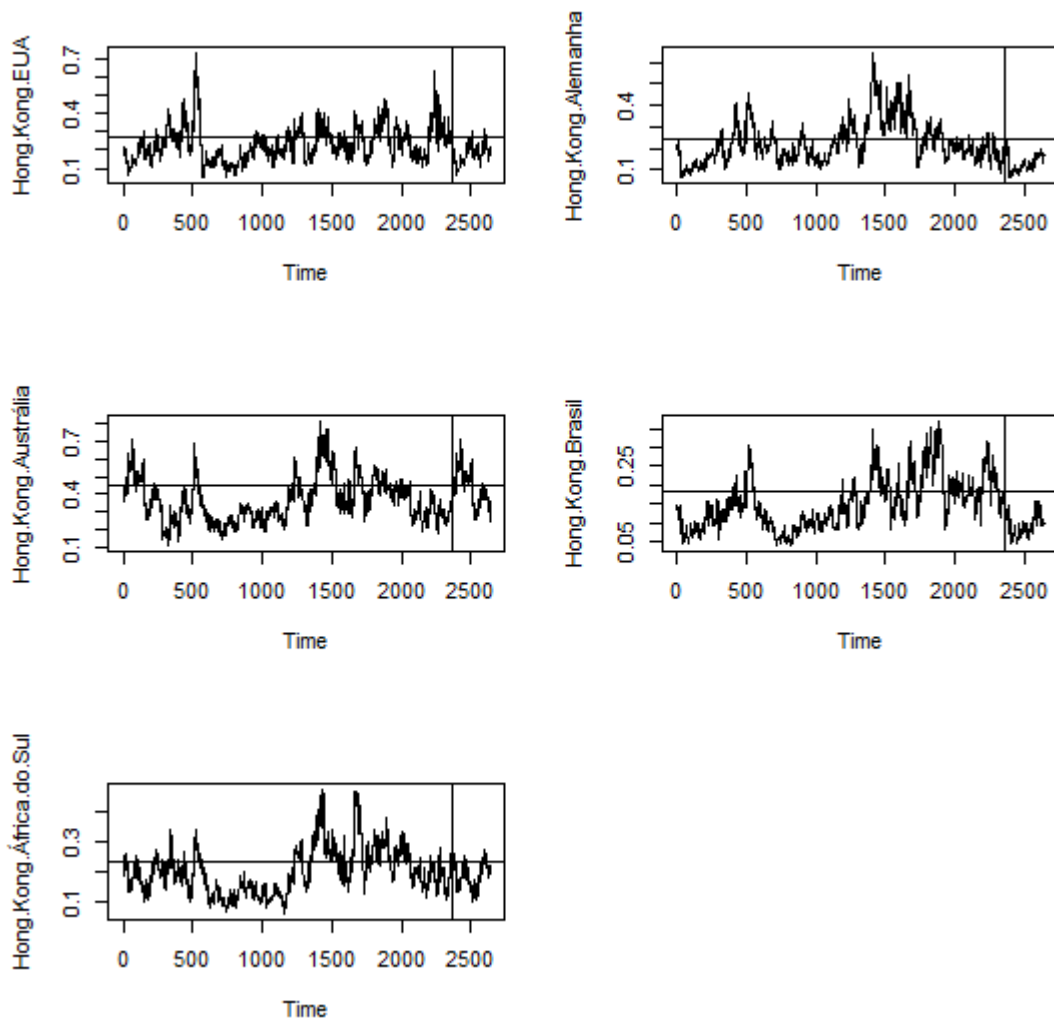 Hong.Kong.EUA
0.1 0.4 0.7
0 500 1000 1500 2000 2500
Time
Hong.Kong.Alemanha
0.1 0.4
0 500 1000 1500 2000 2500
Time
Hong.Kong.Austrália
0.1 0.4 0.7
0 500 1000 1500 2000 2500
Time
Hong.Kong.Brasil
0.05 0.25
0 500 1000 1500 2000 2500
Time
Hong.Kong.África.do.Sul
0.1 0.3
0 500 1000 1500 2000 2500
Time